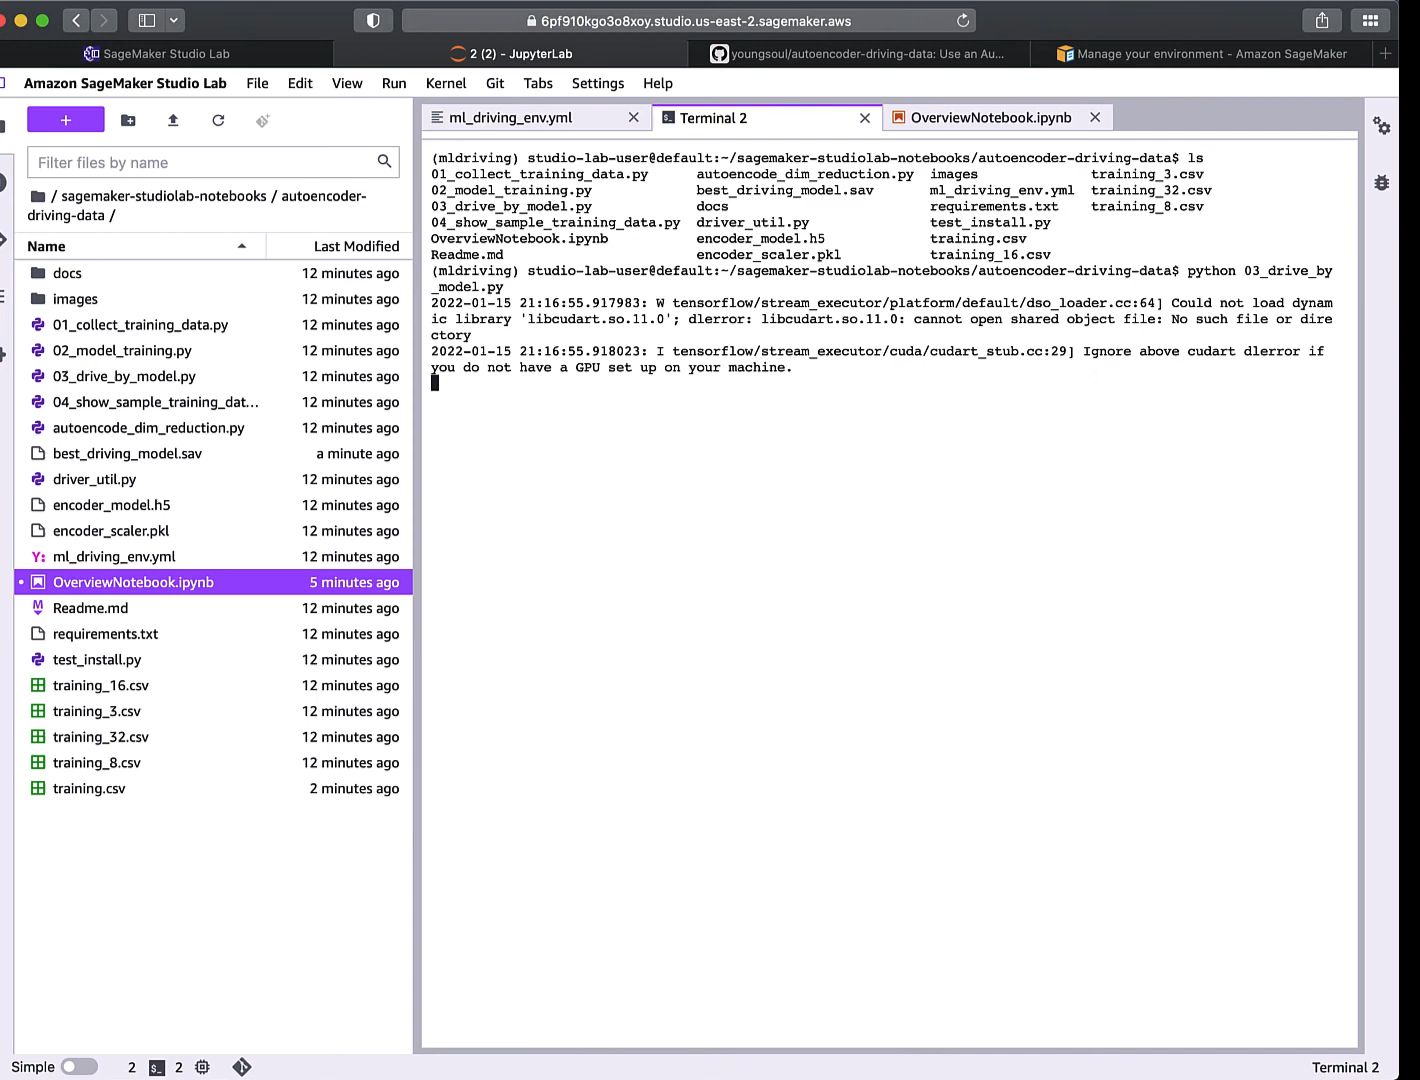 6pf910kgo3o8xoy.studio.us-east-2.sagemaker.aws
SageMaker Studio Lab
2 (2) - JupyterLab
youngsoul/autoencoder-driving-data: Use an Au...
Manage your environment - Amazon SageMaker
Amazon SageMaker Studio Lab File Edit View Run Kernel Git Tabs Settings Help
ml_driving_env.yml
Terminal 2
OverviewNotebook.ipynb
Filter files by name
/ sagemaker-studiolab-notebooks / autoencoder-
driving-data /
Name Last Modified
docs 12 minutes ago
images 12 minutes ago
01_collect_training_data.py 12 minutes ago
02_model_training.py 12 minutes ago
03_drive_by_model.py 12 minutes ago
04_show_sample_training_dat... 12 minutes ago
autoencode_dim_reduction.py 12 minutes ago
best_driving_model.sav a minute ago
driver_util.py 12 minutes ago
encoder_model.h5 12 minutes ago
encoder_scaler.pkl 12 minutes ago
Y: ml_driving_env.yml 12 minutes ago
OverviewNotebook.ipynb 5 minutes ago
M Readme.md 12 minutes ago
requirements.txt 12 minutes ago
test_install.py 12 minutes ago
training_16.csv 12 minutes ago
training_3.csv 12 minutes ago
training_32.csv 12 minutes ago
training_8.csv 12 minutes ago
training.csv 2 minutes ago
(mldriving) studio-lab-user@default:~/sagemaker-studiolab-notebooks/autoencoder-driving-data$ ls
01_collect_training_data.py autoencode_dim_reduction.py images training_3.csv
02_model_training.py best_driving_model.sav ml_driving_env.yml training_32.csv
03_drive_by_model.py docs requirements.txt training_8.csv
04_show_sample_training_data.py driver_util.py test_install.py
OverviewNotebook.ipynb encoder_model.h5 training.csv
Readme.md encoder_scaler.pkl training_16.csv
(mldriving) studio-lab-user@default:~/sagemaker-studiolab-notebooks/autoencoder-driving-data$ python 03_drive_by
_model.py
2022-01-15 21:16:55.917983: W tensorflow/stream_executor/platform/default/dso_loader.cc:64] Could not load dynam
ic library 'libcudart.so.11.0'; dlerror: libcudart.so.11.0: cannot open shared object file: No such file or dire
ctory
2022-01-15 21:16:55.918023: I tensorflow/stream_executor/cuda/cudart_stub.cc:29] Ignore above cudart dlerror if
you do not have a GPU set up on your machine.
Simple 2 $_ 2
Terminal 2